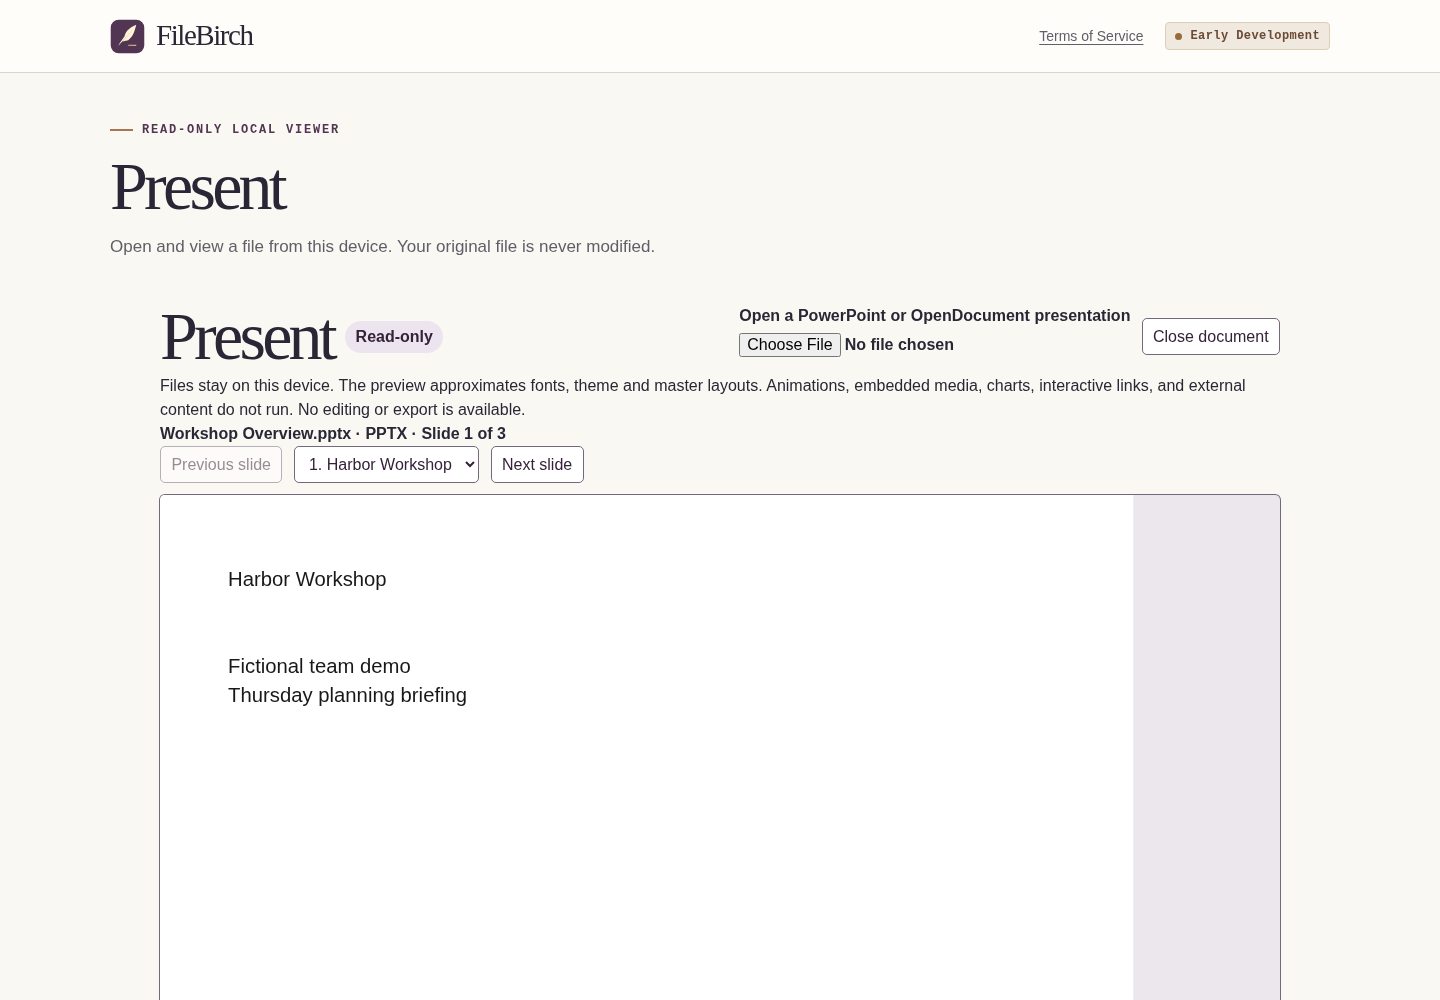 FileBirch
Terms of Service
Early Development
READ-ONLY LOCAL VIEWER
Present
Open and view a file from this device. Your original file is never modified.
Present
Read-only
Open a PowerPoint or OpenDocument presentation
Choose File No file chosen
Close document
Files stay on this device. The preview approximates fonts, theme and master layouts. Animations, embedded media, charts, interactive links, and external
content do not run. No editing or export is available.
Workshop Overview.pptx · PPTX · Slide 1 of 3
Previous slide
1. Harbor Workshop
Next slide
Harbor Workshop
Fictional team demo
Thursday planning briefing